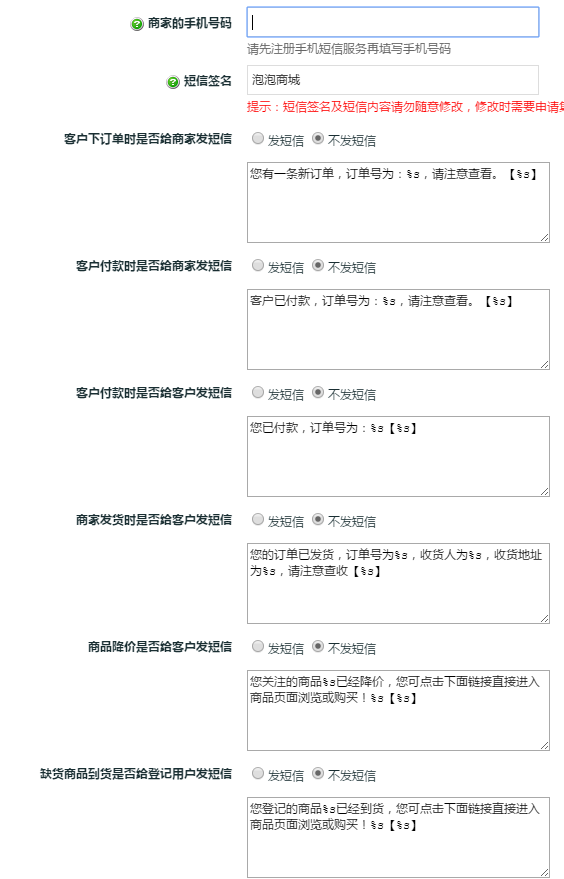 商家的手机号码
请先注册手机短信服务再填写手机号码
短信签名 泡泡商城
提示：短信签名及短信内容请勿随意修改，修改时需要申请
客户下订单时是否给商家发短信 发短信 不发短信
您有一条新订单，订单号为：%s，请注意查看。【%s】
客户付款时是否给商家发短信 发短信 不发短信
客户已付款，订单号为：%s，请注意查看。【%s】
客户付款时是否给客户发短信 发短信 不发短信
您已付款，订单号为：%s【%s】
商家发货时是否给客户发短信 发短信 不发短信
您的订单已发货，订单号为%s，收货人为%s，收货地址
为%s，请注意查收【%s】
商品降价是否给客户发短信 发短信 不发短信
您关注的商品%s已经降价，您可点击下面链接直接进入
商品页面浏览或购买！%s【%s】
缺货商品到货是否给登记用户发短信 发短信 不发短信
您登记的商品%s已经到货，您可点击下面链接直接进入
商品页面浏览或购买！%s【%s】